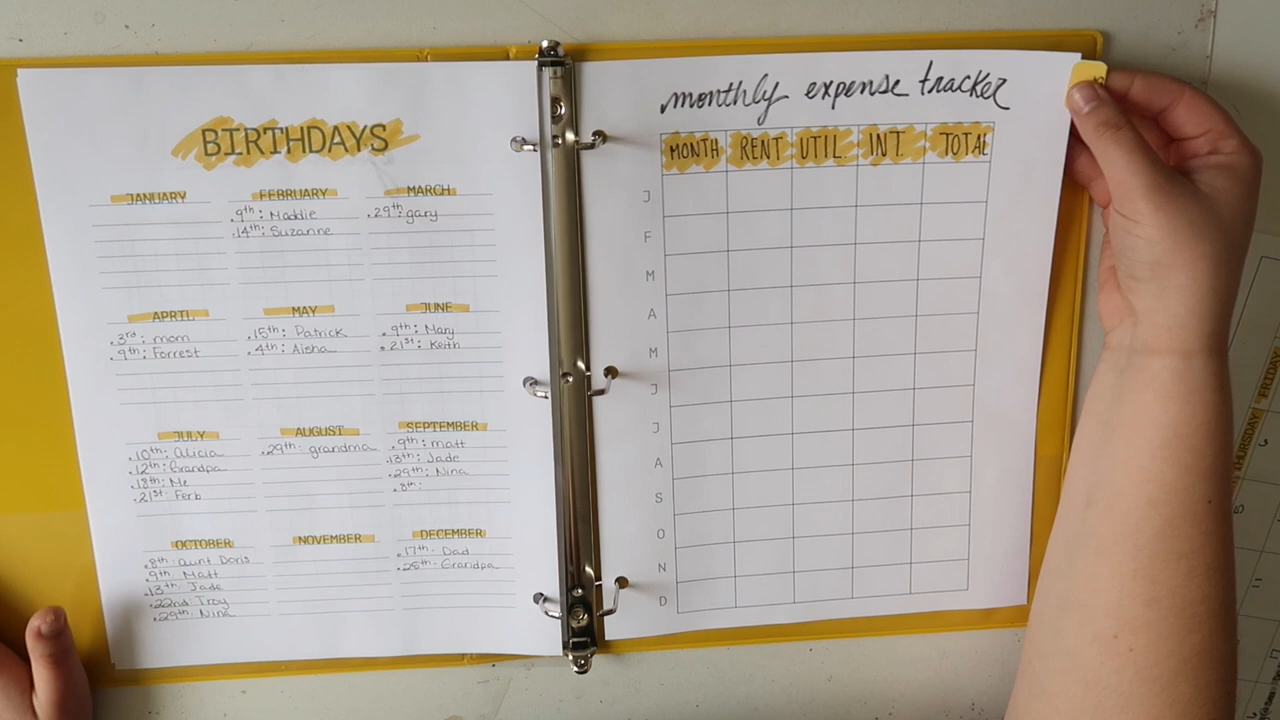 BIRTHDAYS
JANUARY
FEBRUARY
.9th: Maddie
.14th: Suzanne
MARCH
.29th: gary
APRIL
.3rd: mom
.9th: Forrest
MAY
.15th: Patrick
.4th: Aisha
JUNE
.9th: Mary
.21st: Keith
JULY
.10th: Alicia
.12th: Grandpa
.18th: Me
.21st: Ferb
AUGUST
.29th: grandma
SEPTEMBER
.9th: matt
.13th: Jade
.29th: Nina
.8th:
OCTOBER
.8th: aunt Doris
.9th: Matt
.13th: Jade
.22nd Troy
.29th: Nina
NOVEMBER
DECEMBER
.17th: Dad
.25th: Grandpa
monthly expense tracker
MONTH RENT UTIL. INT. TOTAL
J
F
M
A
M
J
J
A
S
O
N
D
THURSDAY FRIDAY